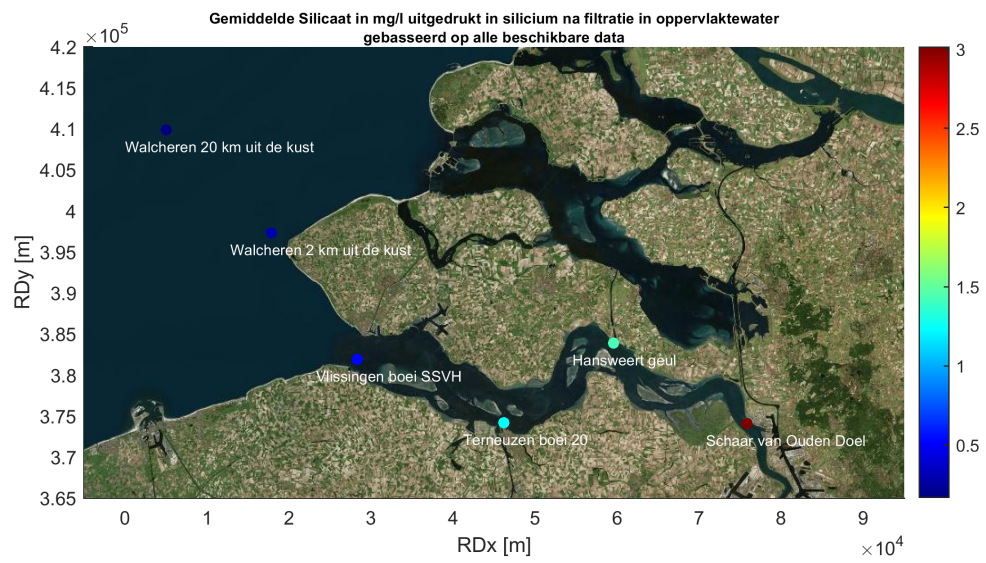 Gemiddelde Silicaat in mg/l uitgedrukt in silicium na filtratie in oppervlaktewater
gebasseerd op alle beschikbare data
×10⁵
4.2
4.15
4.1
4.05
4
3.95
3.9
3.85
3.8
3.75
3.7
3.65
RDy [m]
Walcheren 20 km uit de kust
Walcheren 2 km uit de kust
Hansweert geul
Vlissingen boei SSVH
Terneuzen boei 20
Schaar van Ouden Doel
0 1 2 3 4 5 6 7 8 9
×10⁴
RDx [m]
3
2.5
2
1.5
1
0.5